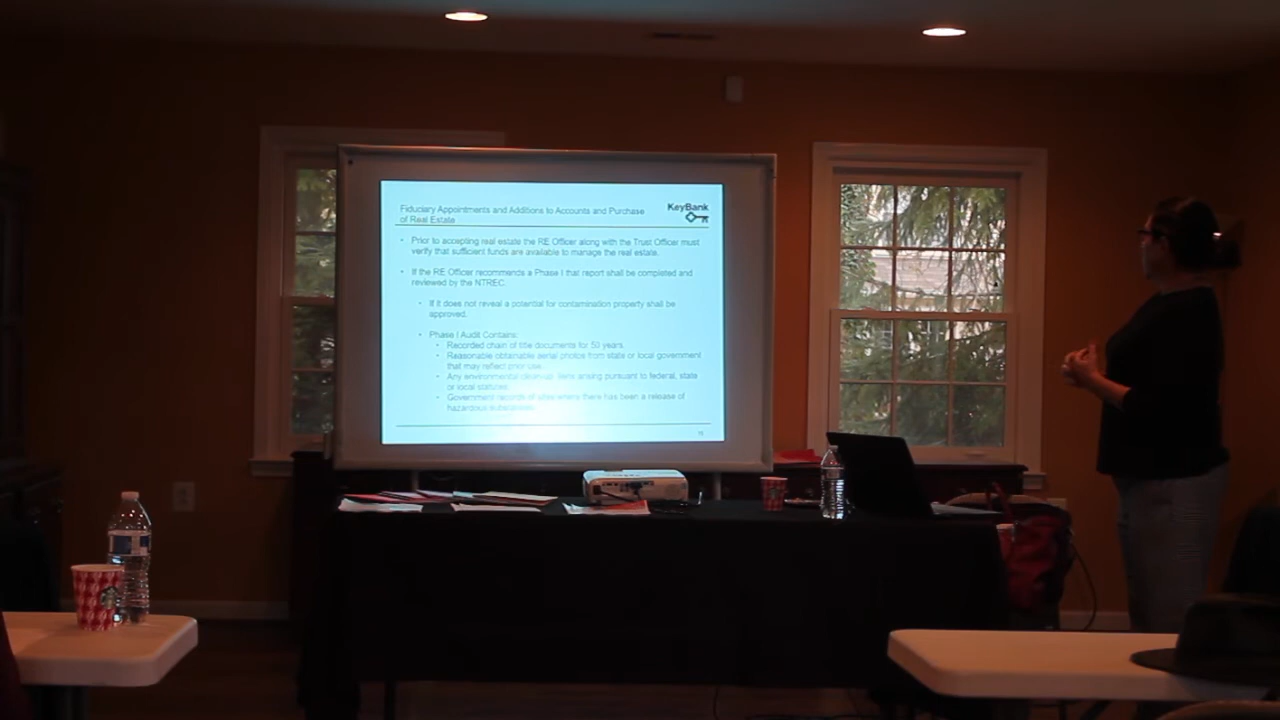 Fiduciary Appointments and Additions to Accounts and Purchase
of Real Estate
KeyBank
• Prior to accepting real estate the RE Officer along with the Trust Officer must
verify that sufficient funds are available to manage the real estate.
• If the RE Officer recommends a Phase I that report shall be completed and
reviewed by the NTREC.
• If it does not reveal a potential for contamination property shall be
approved.
• Phase I Audit Contains:
• Recorded chain of title documents for 50 years.
• Reasonable obtainable aerial photos from state or local government
that may reflect prior use.
• Any environmental clean-up liens arising pursuant to federal, state
or local statutes.
• Government records of sites where there has been a release of
hazardous substances.